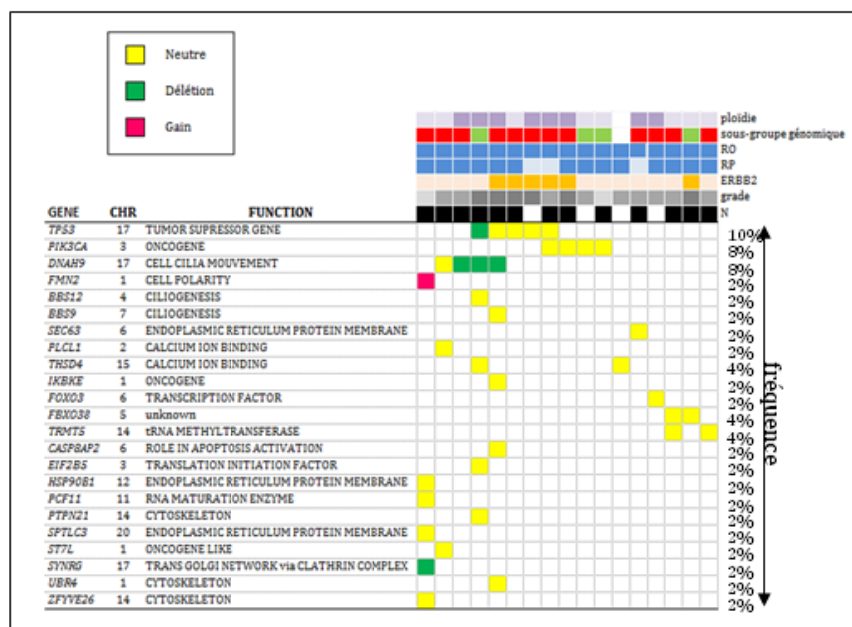 Neutre
Délétion
Gain
ploidie
sous-groupe génomique
RO
RP
ERBB2
grade
N
GENE CHR FUNCTION
TP53 17 TUMOR SUPRESSOR GENE 10%
PIK3CA 3 ONCOGENE 8%
DNAH9 17 CELL CILIA MOUVEMENT 8%
FMN2 1 CELL POLARITY 2%
BBS12 4 CILIOGENESIS 2%
BBS9 7 CILIOGENESIS 2%
SEC63 6 ENDOPLASMIC RETICULUM PROTEIN MEMBRANE 2%
PLCL1 2 CALCIUM ION BINDING 2%
THSD4 15 CALCIUM ION BINDING 4%
IKBKE 1 ONCOGENE 2%
FOXO3 6 TRANSCRIPTION FACTOR 2%
FBXO38 5 unknown 4%
TRMT5 14 tRNA METHYLTRANSFERASE 4%
CASP8AP2 6 ROLE IN APOPTOSIS ACTIVATION 2%
EIF2B5 3 TRANSLATION INITIATION FACTOR 2%
HSP90B1 12 ENDOPLASMIC RETICULUM PROTEIN MEMBRANE 2%
PCF11 11 RNA MATURATION ENZYME 2%
PTPN21 14 CYTOSKELETON 2%
SPTLC3 20 ENDOPLASMIC RETICULUM PROTEIN MEMBRANE 2%
ST7L 1 ONCOGENE LIKE 2%
SYNRG 17 TRANS GOLGI NETWORK via CLATHRIN COMPLEX 2%
UBR4 1 CYTOSKELETON 2%
ZFYVE26 14 CYTOSKELETON 2%
fréquence